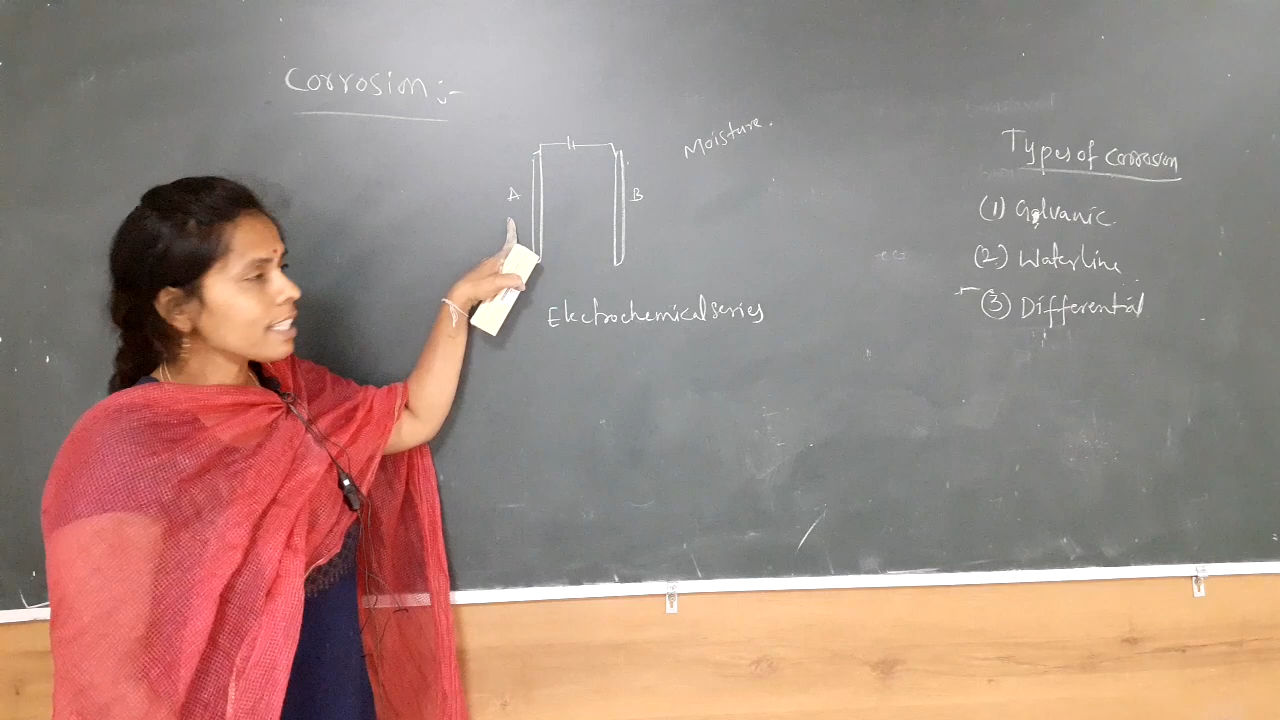 Corrosion :-
Moisture.
A
B
Electrochemical series
Types of corrosion
(1) Galvanic.
(2) Waterline
(3) Differential